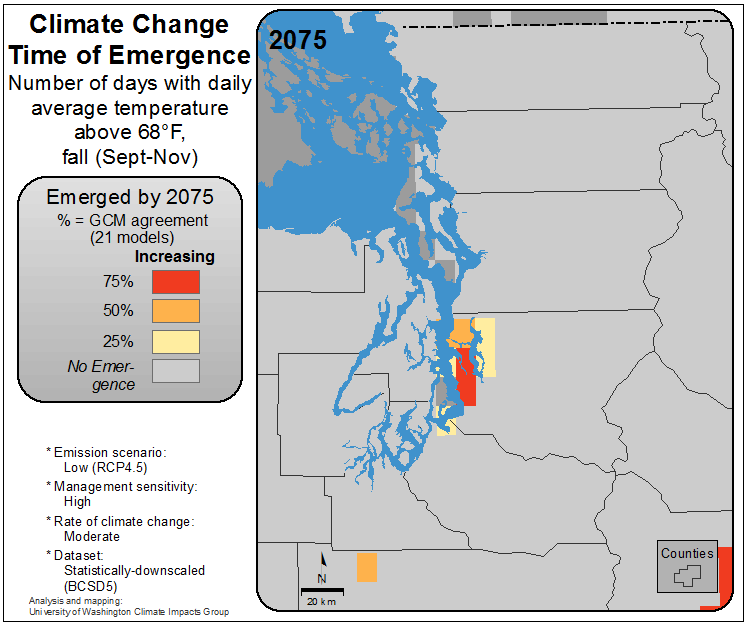 Climate Change
Time of Emergence
Number of days with daily
average temperature
above 68°F,
fall (Sept-Nov)
Emerged by 2075
% = GCM agreement
(21 models)
Increasing
75%
50%
25%
No Emer-
gence
* Emission scenario:
Low (RCP4.5)
* Management sensitivity:
High
* Rate of climate change:
Moderate
* Dataset:
Statistically-downscaled
(BCSD5)
Analysis and mapping:
University of Washington Climate Impacts Group
2075
N
20 km
Counties